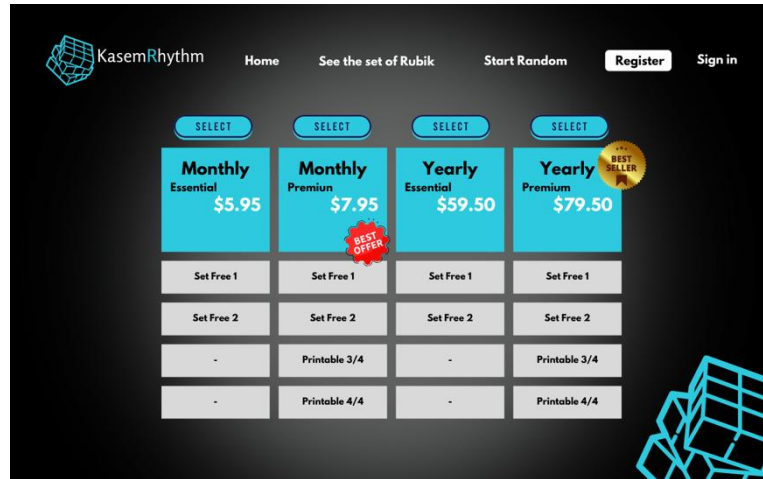 KasemRhythm
Home
See the set of Rubik
Start Random
Register
Sign in
SELECT
SELECT
SELECT
SELECT
Monthly
Essential
$5.95
Monthly
Premiun
$7.95
BEST
OFFER
Yearly
Essential
$59.50
Yearly
Premium
$79.50
BEST
SELLER
Set Free 1
Set Free 1
Set Free 1
Set Free 1
Set Free 2
Set Free 2
Set Free 2
Set Free 2
-
Printable 3/4
-
Printable 3/4
-
Printable 4/4
-
Printable 4/4